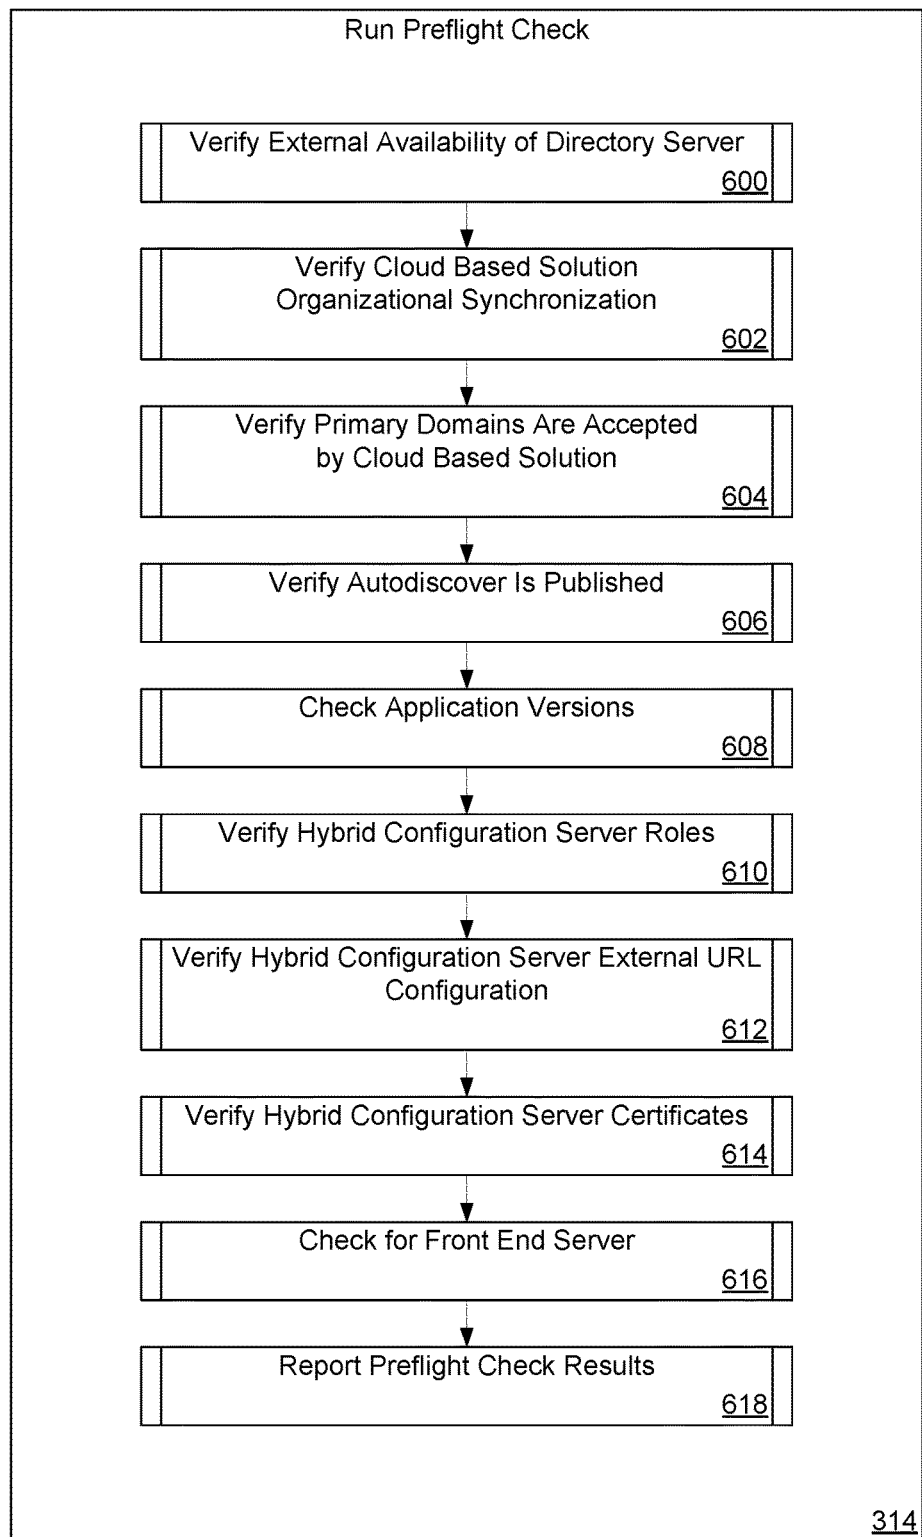 Run Preflight Check
Verify External Availability of Directory Server
600
Verify Cloud Based Solution
Organizational Synchronization
602
Verify Primary Domains Are Accepted
by Cloud Based Solution
604
Verify Autodiscover Is Published
606
Check Application Versions
608
Verify Hybrid Configuration Server Roles
610
Verify Hybrid Configuration Server External URL
Configuration
612
Verify Hybrid Configuration Server Certificates
614
Check for Front End Server
616
Report Preflight Check Results
618
314